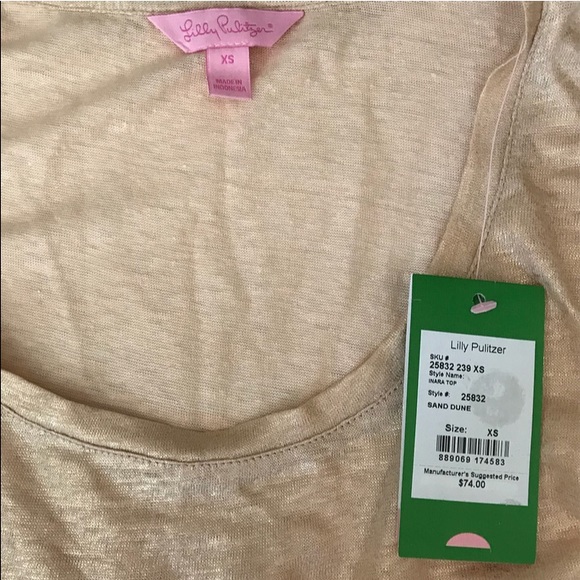 Lilly Pulitzer®
XS
MADE IN
INDONESIA
Lilly Pulitzer
SKU #
25832 239 XS
Style Name:
INARA TOP
Style #: 25832
SAND DUNE
Size: XS
889069 174583
Manufacturer's Suggested Price
$74.00